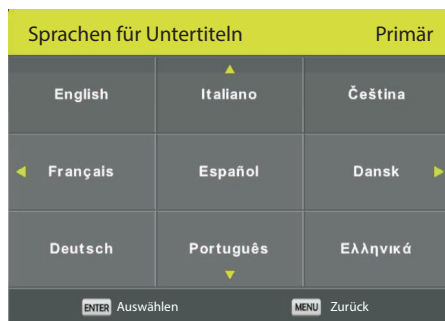 Sprachen für Untertiteln Primär
English Italiano Čeština
Français Español Dansk
Deutsch Português Ελληνικά
ENTER Auswählen MENU Zurück